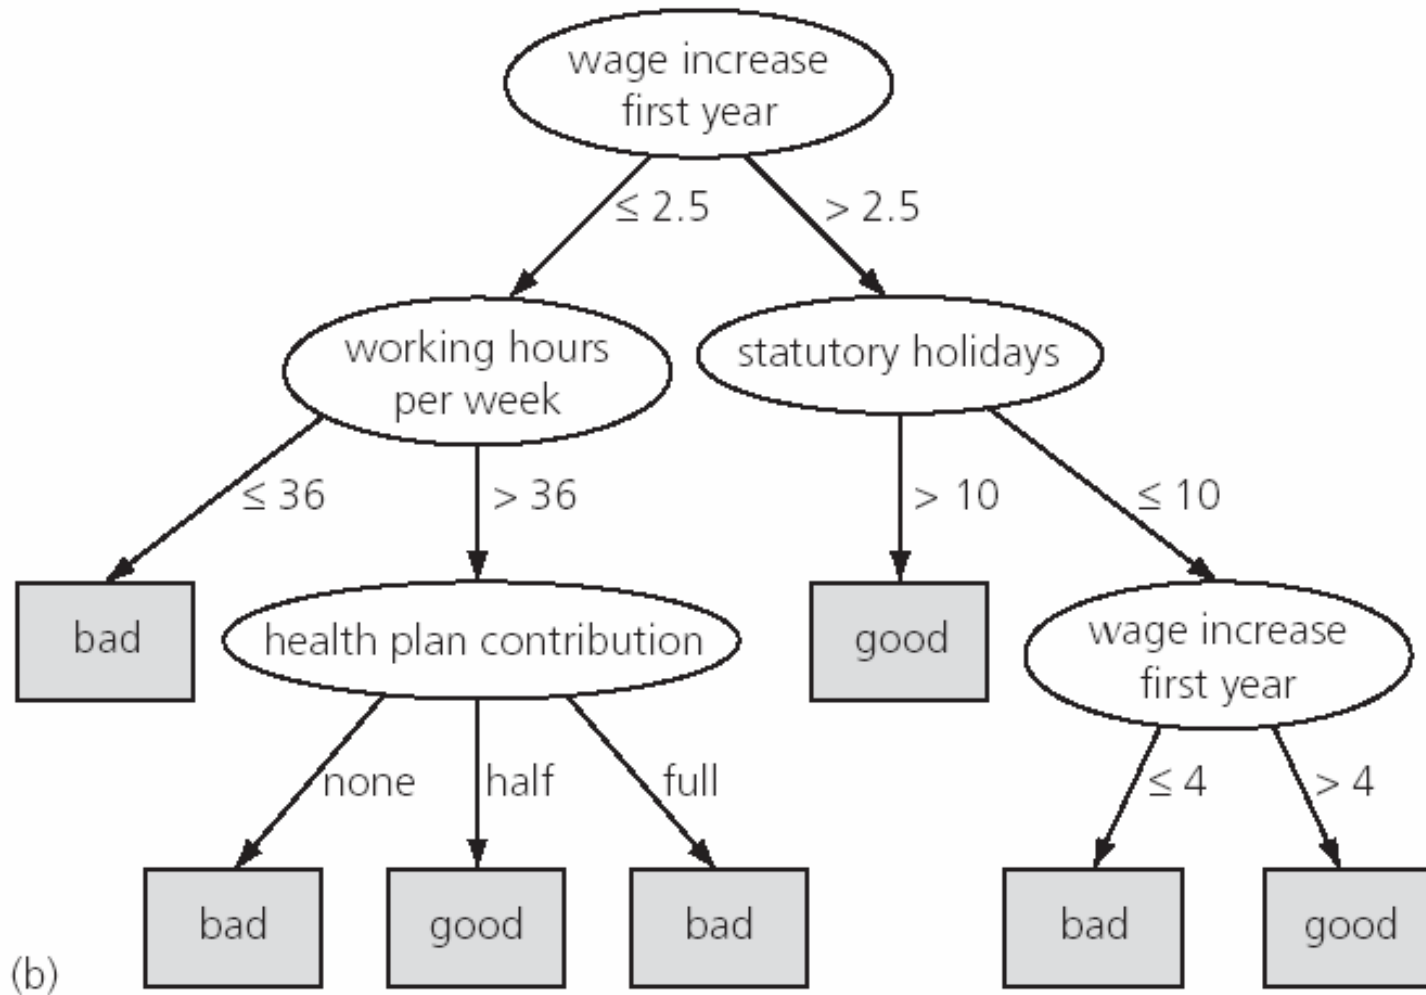 wage increase
first year
≤ 2.5
> 2.5
working hours
per week
statutory holidays
≤ 36
> 36
> 10
≤ 10
bad
health plan contribution
good
wage increase
first year
none
half
full
≤ 4
> 4
bad
good
bad
bad
good
(b)